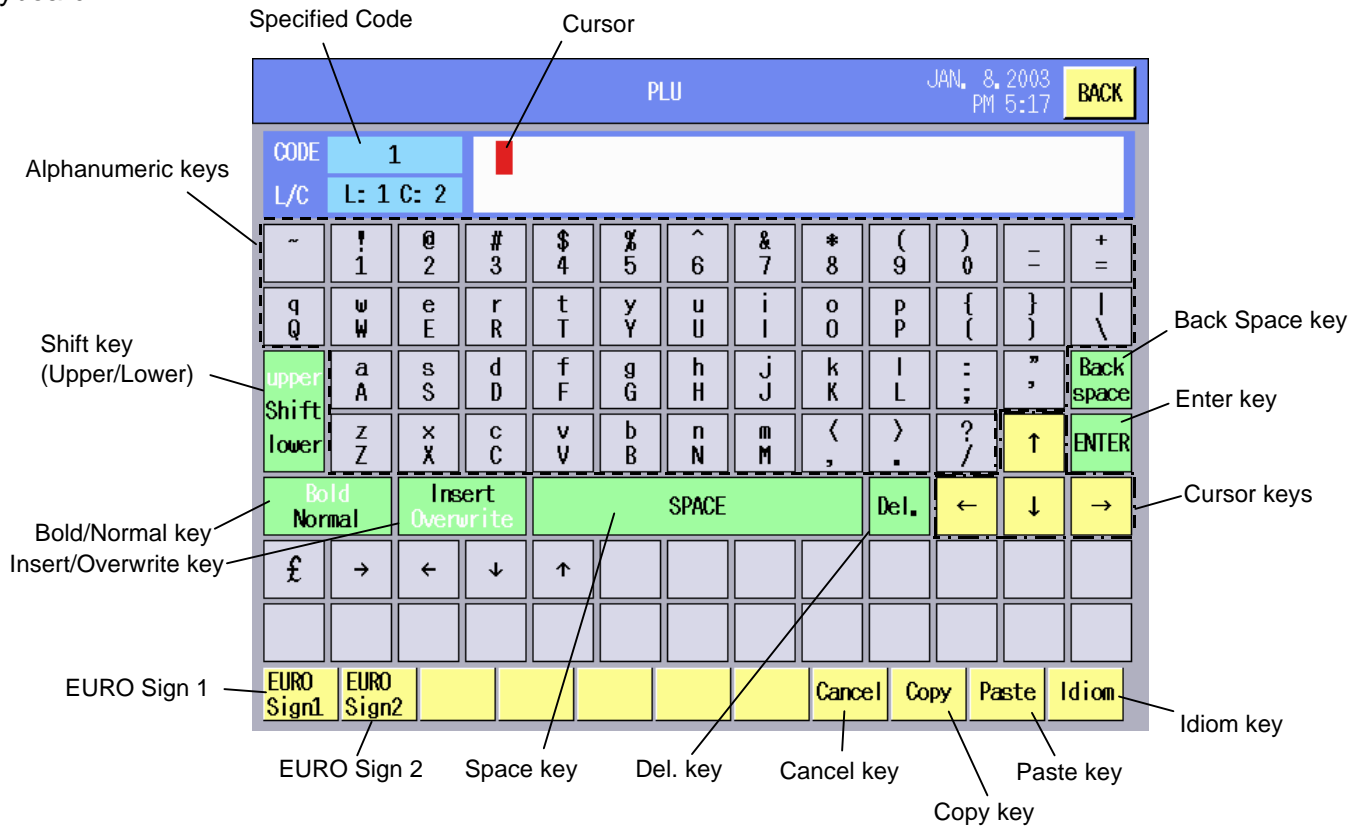 Specified Code
Cursor
PLU
JAN. 8. 2003
PM 5:17
BACK
CODE 1
L/C L: 1 C: 2
Alphanumeric keys
~ ! @ # $ % ^ & * ( ) _ +
1 2 3 4 5 6 7 8 9 0 - =
q w e r t y u i o p { } |
Q W E R T Y U I O P ( ) \
Back Space key
Shift key
(Upper/Lower)
upper
Shift
lower
a s d f g h j k l : "
A S D F G H J K L ; '
Back
space
Enter key
z x c v b n m 〈 〉 ?
Z X C V B N M , . /
↑
ENTER
Bold
Normal
Insert
Overwrite
SPACE
Del.
← ↓ →
Cursor keys
Bold/Normal key
Insert/Overwrite key
£ → ← ↓ ↑
EURO Sign 1
EURO
Sign1
EURO
Sign2
Cancel
Copy
Paste
Idiom
Idiom key
EURO Sign 2
Space key
Del. key
Cancel key
Paste key
Copy key